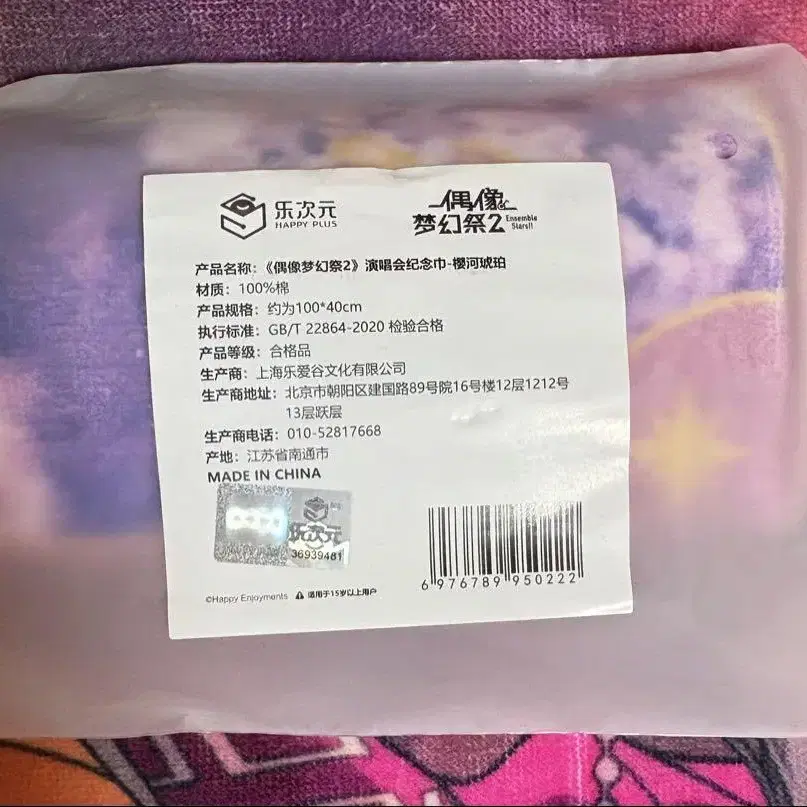 乐次元
HAPPY PLUS
偶像
梦幻祭2
Ensemble
Stars!!
产品名称：《偶像梦幻祭2》演唱会纪念巾-樱河琥珀
材质：100%棉
产品规格：约为100*40cm
执行标准：GB/T 22864-2020 检验合格
产品等级：合格品
生产商：上海乐爱谷文化有限公司
生产商地址：北京市朝阳区建国路89号院16号楼12层1212号
13层跃层
生产商电话：010-52817668
产地：江苏省南通市
MADE IN CHINA
乐次元
36939481
6 976789 950222
©Happy Enjoyments 适用于15岁以上用户